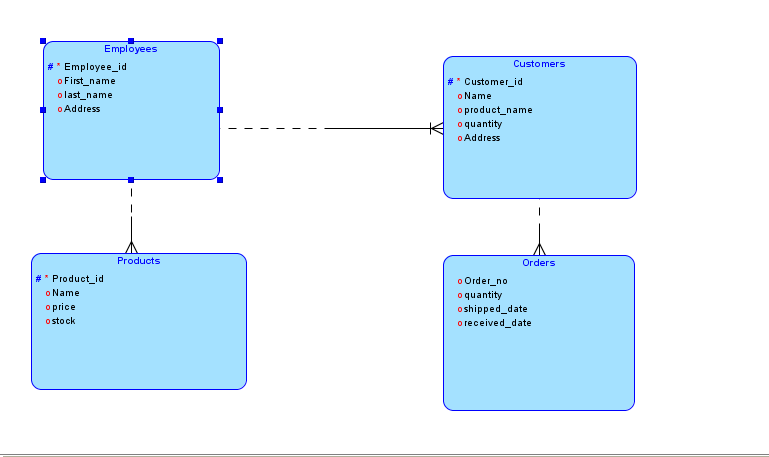 Employees
# * Employee_id
o First_name
o last_name
o Address
Customers
# * Customer_id
o Name
o product_name
o quantity
o Address
Products
# * Product_id
o Name
o price
o stock
Orders
o Order_no
o quantity
o shipped_date
o received_date